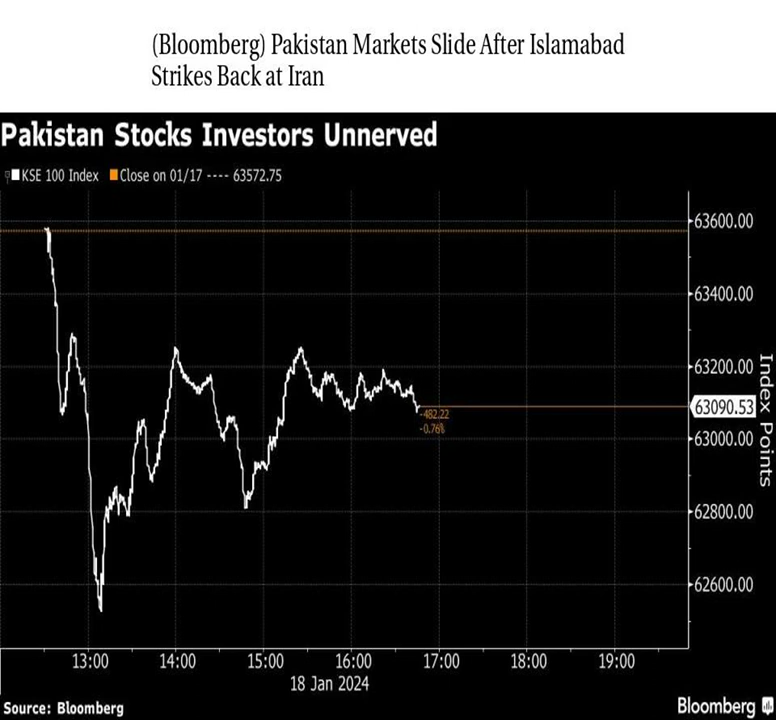 (Bloomberg) Pakistan Markets Slide After Islamabad
Strikes Back at Iran
Pakistan Stocks Investors Unnerved
KSE 100 Index Close on 01/17 ---- 63572.75
63600.00
63400.00
63200.00
63090.53
-482.22
-0.76%
63000.00
62800.00
62600.00
Index Points
13:00 14:00 15:00 16:00 17:00 18:00 19:00
18 Jan 2024
Source: Bloomberg
Bloomberg